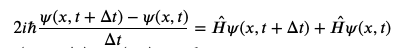 2iħ (ψ(x, t + Δt) − ψ(x, t)) / Δt = Ĥψ(x, t + Δt) + Ĥψ(x, t)